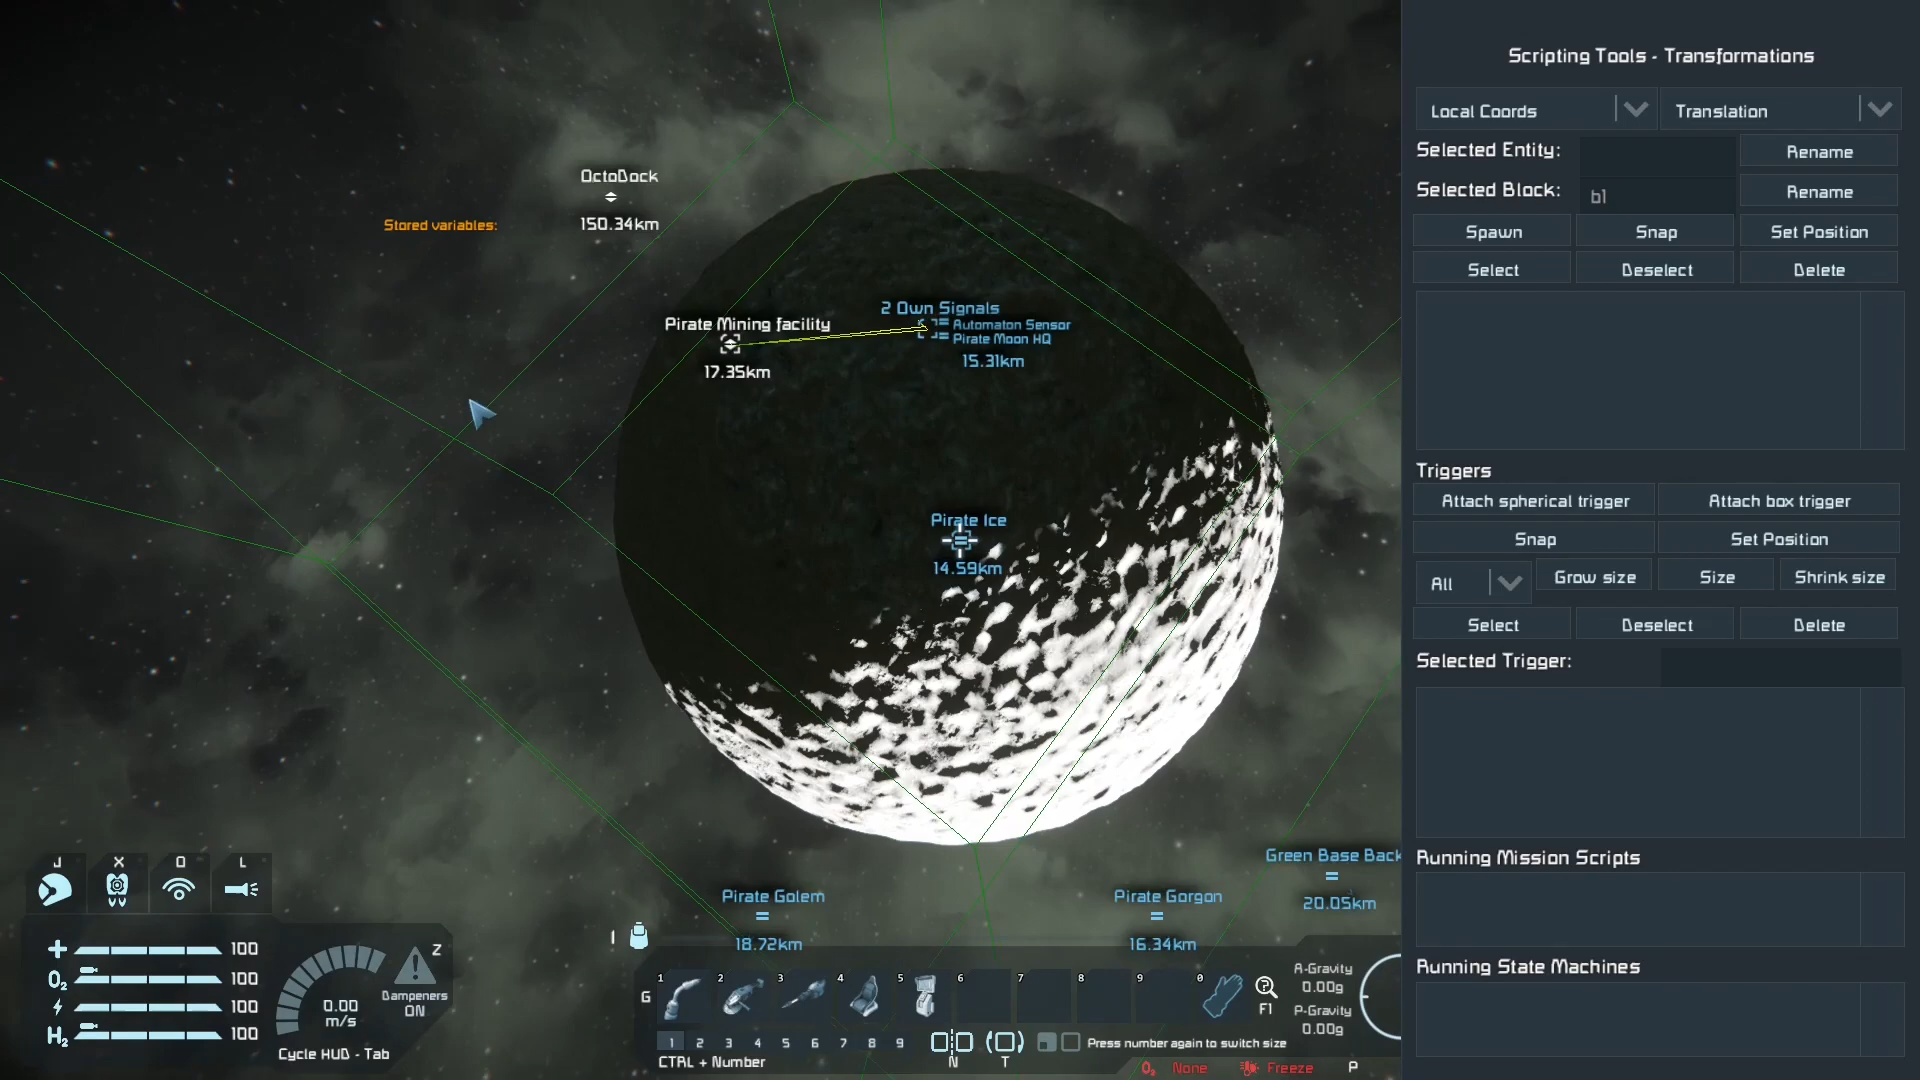 Scripting Tools - Transformations
Local Coords
Translation
Selected Entity:
Rename
Selected Block:
bl
Rename
Spawn
Snap
Set Position
Select
Deselect
Delete
Triggers
Attach spherical trigger
Attach box trigger
Snap
Set Position
All
Grow size
Size
Shrink size
Select
Deselect
Delete
Selected Trigger:
Running Mission Scripts
Running State Machines
OctoDock
150.34km
Stored variables:
Pirate Mining facility
17.35km
2 Own Signals
Automaton Sensor
Pirate Moon HQ
15.31km
Pirate Ice
14.59km
Green Base Back
20.05km
Pirate Golem
18.72km
Pirate Gorgon
16.34km
J
X
O
L
100
O2
100
100
H2
100
0.00
m/s
Z
Dampeners
ON
Cycle HUD - Tab
1
G
1
2
3
4
5
6
7
8
9
0
F1
1 2 3 4 5 6 7 8 9
CTRL + Number
N
T
Press number again to switch size
A-Gravity
0.00g
P-Gravity
0.00g
O2 None
Freeze
P